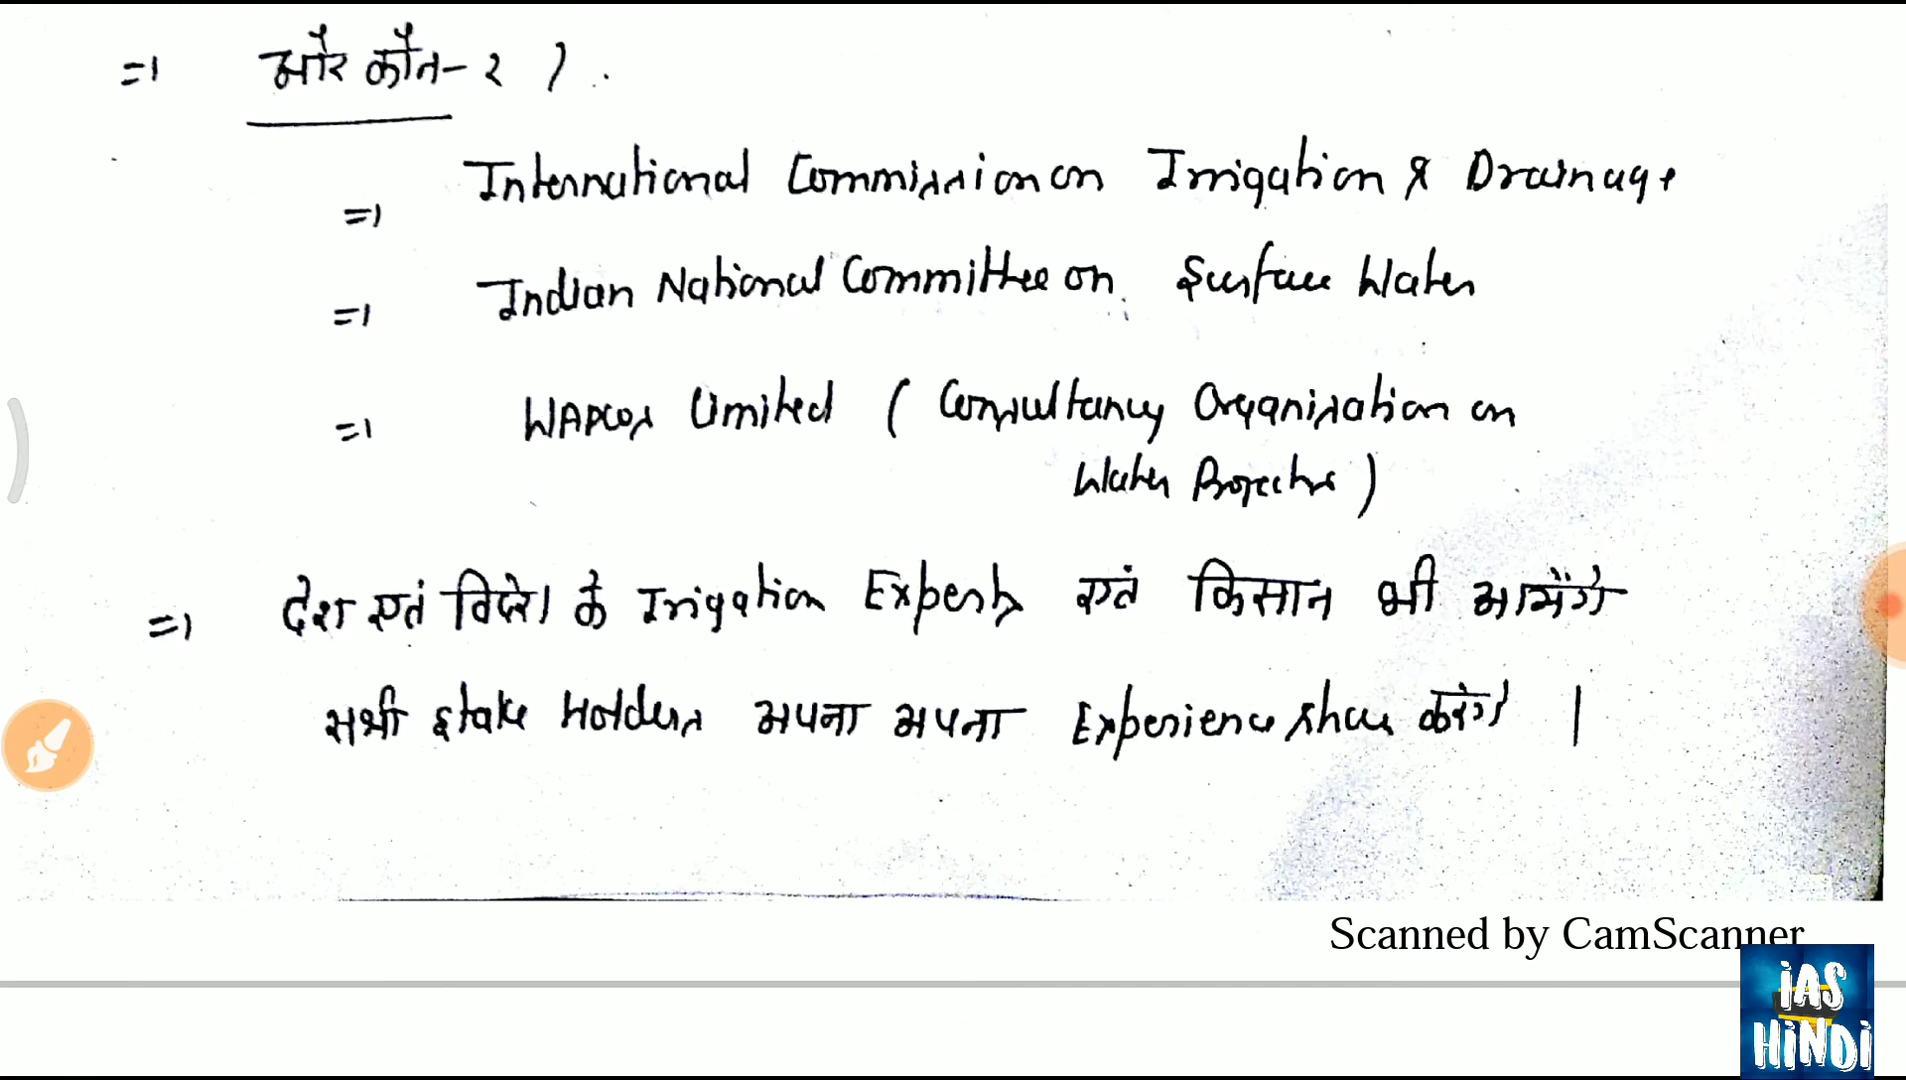 => और कौन-२ ?
=> International Commission on Irrigation & Drainage
=> Indian National Committee on Surface Water
=> WAPCOS Limited ( Consultancy Organisation on
Water Projects )
=> देश एवं विदेश के Irrigation Experts एवं किसान भी आयेंगे
सभी Stake Holders अपना अपना Experience share करेंगे ।
Scanned by CamScanner
iAS
HiNDi